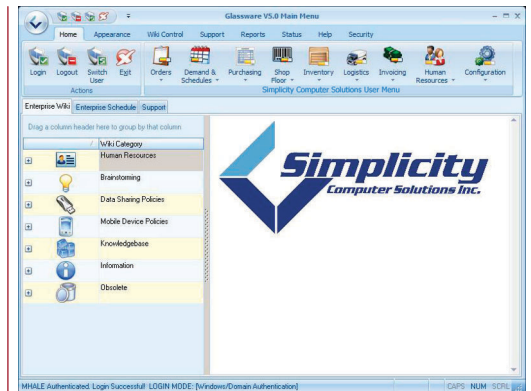 Glassware V5.0 Main Menu
Home Appearance Wiki Control Support Reports Status Help Security
Login Logout Switch User Exit Orders Demand & Schedules Purchasing Shop Floor Inventory Logistics Invoicing Human Resources Configuration
Actions Simplicity Computer Solutions User Menu
Enterprise Wiki Enterprise Schedule Support
Drag a column header here to group by that column
Wiki Category
Human Resources
Brainstorming
Data Sharing Policies
Mobile Device Policies
Knowledgebase
Information
Obsolete
Simplicity
Computer Solutions Inc.
MHALE Authenticated. Login Successful! LOGIN MODE: [Windows/Domain Authentication] CAPS NUM SCRL